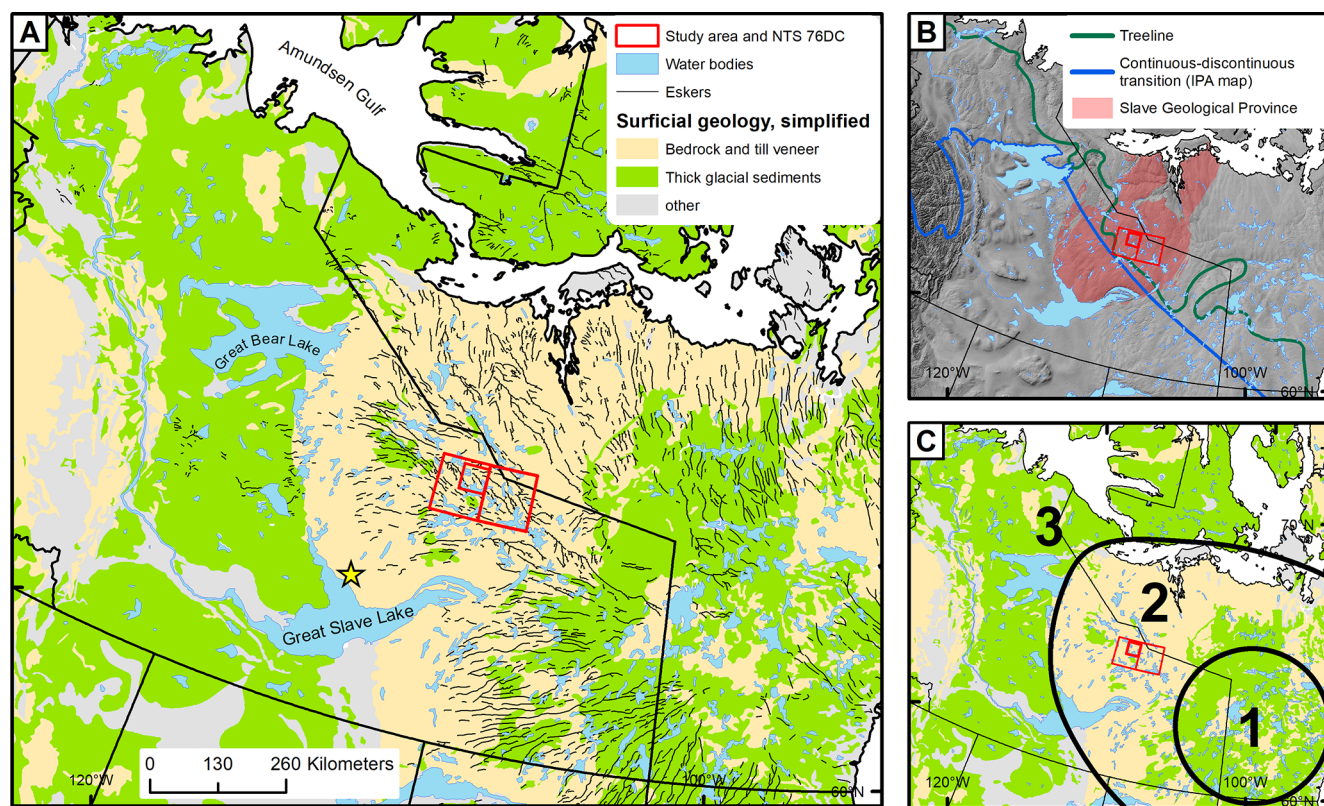 A
Amundsen Gulf
Study area and NTS 76DC
Water bodies
Eskers
Surficial geology, simplified
Bedrock and till veneer
Thick glacial sediments
other
Great Bear Lake
Great Slave Lake
0 130 260 Kilometers
120°W
100°W
60°N
B
Treeline
Continuous-discontinuous
transition (IPA map)
Slave Geological Province
120°W
100°W
60°N
C
3
70°N
2
1
120°W
100°W
60°N